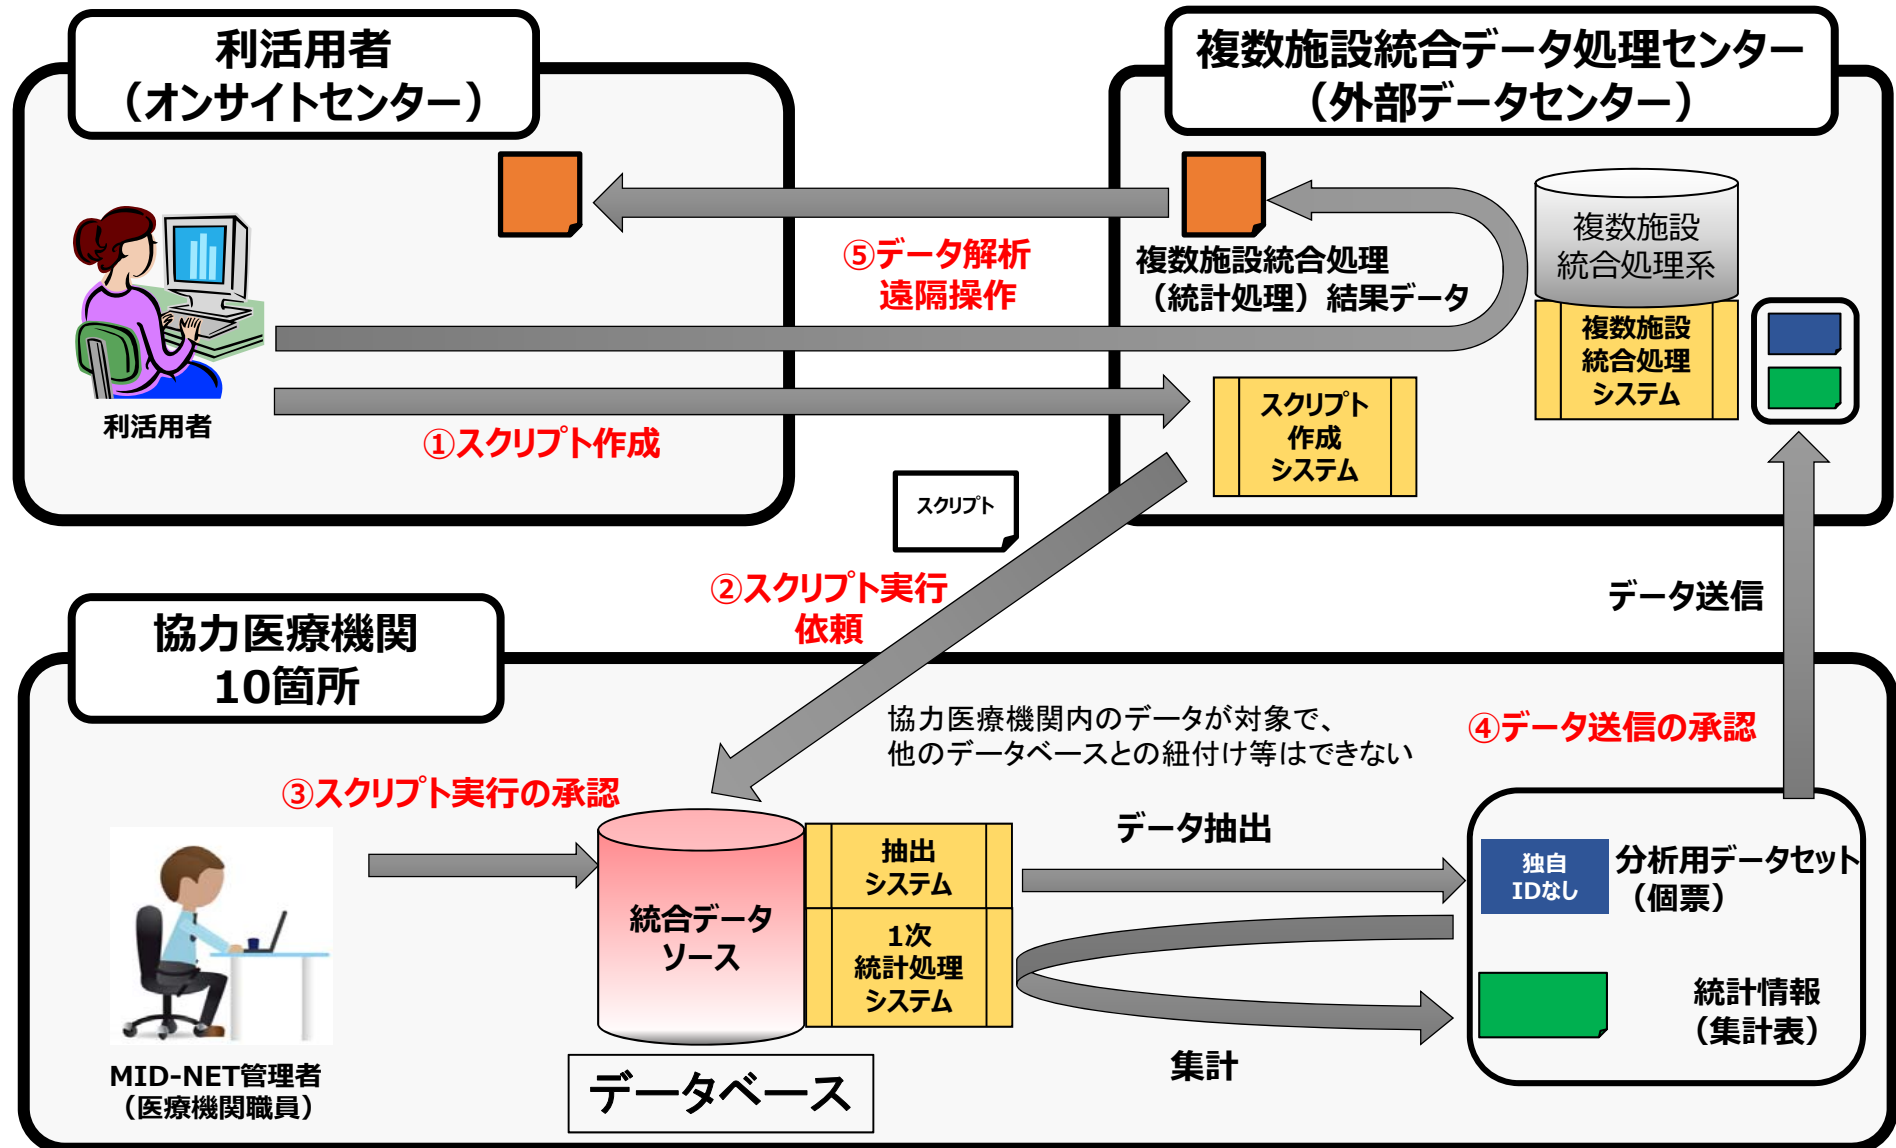 利活用者
（オンサイトセンター）
複数施設統合データ処理センター
（外部データセンター）
⑤データ解析
遠隔操作
複数施設統合処理
（統計処理）結果データ
複数施設
統合処理系
複数施設
統合処理
システム
利活用者
①スクリプト作成
スクリプト
作成
システム
スクリプト
②スクリプト実行
依頼
データ送信
協力医療機関
10箇所
協力医療機関内のデータが対象で、
他のデータベースとの紐付け等はできない
④データ送信の承認
③スクリプト実行の承認
データ抽出
抽出
システム
統合データ
ソース
1次
統計処理
システム
独自
IDなし
分析用データセット
（個票）
統計情報
（集計表）
集計
MID-NET管理者
（医療機関職員）
データベース